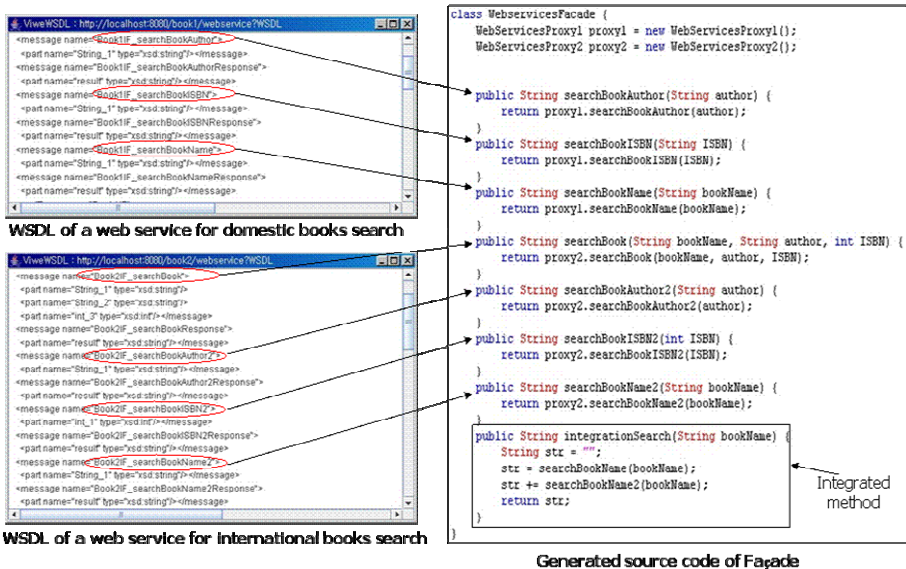 ViweWSDL : http://localhost:8080/book1/webservice?WSDL
<message name="Book1IF_searchBookAuthor">
<part name="String_1" type="xsd:string"/></message>
<message name="Book1IF_searchBookAuthorResponse">
<part name="result" type="xsd:string"/></message>
<message name="Book1IF_searchBookISBN">
<part name="String_1" type="xsd:string"/></message>
<message name="Book1IF_searchBookISBNResponse">
<part name="result" type="xsd:string"/></message>
<message name="Book1IF_searchBookName">
<part name="String_1" type="xsd:string"/></message>
<message name="Book1IF_searchBookNameResponse">
<part name="result" type="xsd:string"/></message>
WSDL of a web service for domestic books search
ViweWSDL : http://localhost:8080/book2/webservice?WSDL
<message name="Book2IF_searchBook">
<part name="String_1" type="xsd:string"/>
<part name="String_2" type="xsd:string"/>
<part name="int_3" type="xsd:int"/></message>
<message name="Book2IF_searchBookResponse">
<part name="result" type="xsd:string"/></message>
<message name="Book2IF_searchBookAuthor2">
<part name="String_1" type="xsd:string"/></message>
<message name="Book2IF_searchBookAuthor2Response">
<part name="result" type="xsd:string"/></message>
<message name="Book2IF_searchBookISBN2">
<part name="int_1" type="xsd:int"/></message>
<message name="Book2IF_searchBookISBN2Response">
<part name="result" type="xsd:string"/></message>
<message name="Book2IF_searchBookName2">
<part name="String_1" type="xsd:string"/></message>
<message name="Book2IF_searchBookName2Response">
<part name="result" type="xsd:string"/></message>
WSDL of a web service for international books search
class WebservicesFacade {
WebServicesProxy1 proxy1 = new WebServicesProxy1();
WebServicesProxy2 proxy2 = new WebServicesProxy2();
public String searchBookAuthor(String author) {
return proxy1.searchBookAuthor(author);
}
public String searchBookISBN(String ISBN) {
return proxy1.searchBookISBN(ISBN);
}
public String searchBookName(String bookName) {
return proxy1.searchBookName(bookName);
}
public String searchBook(String bookName, String author, int ISBN) {
return proxy2.searchBook(bookName, author, ISBN);
}
public String searchBookAuthor2(String author) {
return proxy2.searchBookAuthor2(author);
}
public String searchBookISBN2(int ISBN) {
return proxy2.searchBookISBN2(ISBN);
}
public String searchBookName2(String bookName) {
return proxy2.searchBookName2(bookName);
}
public String integrationSearch(String bookName) {
String str = "";
str = searchBookName(bookName);
str += searchBookName2(bookName);
return str;
}
}
Integrated
method
Generated source code of Façade